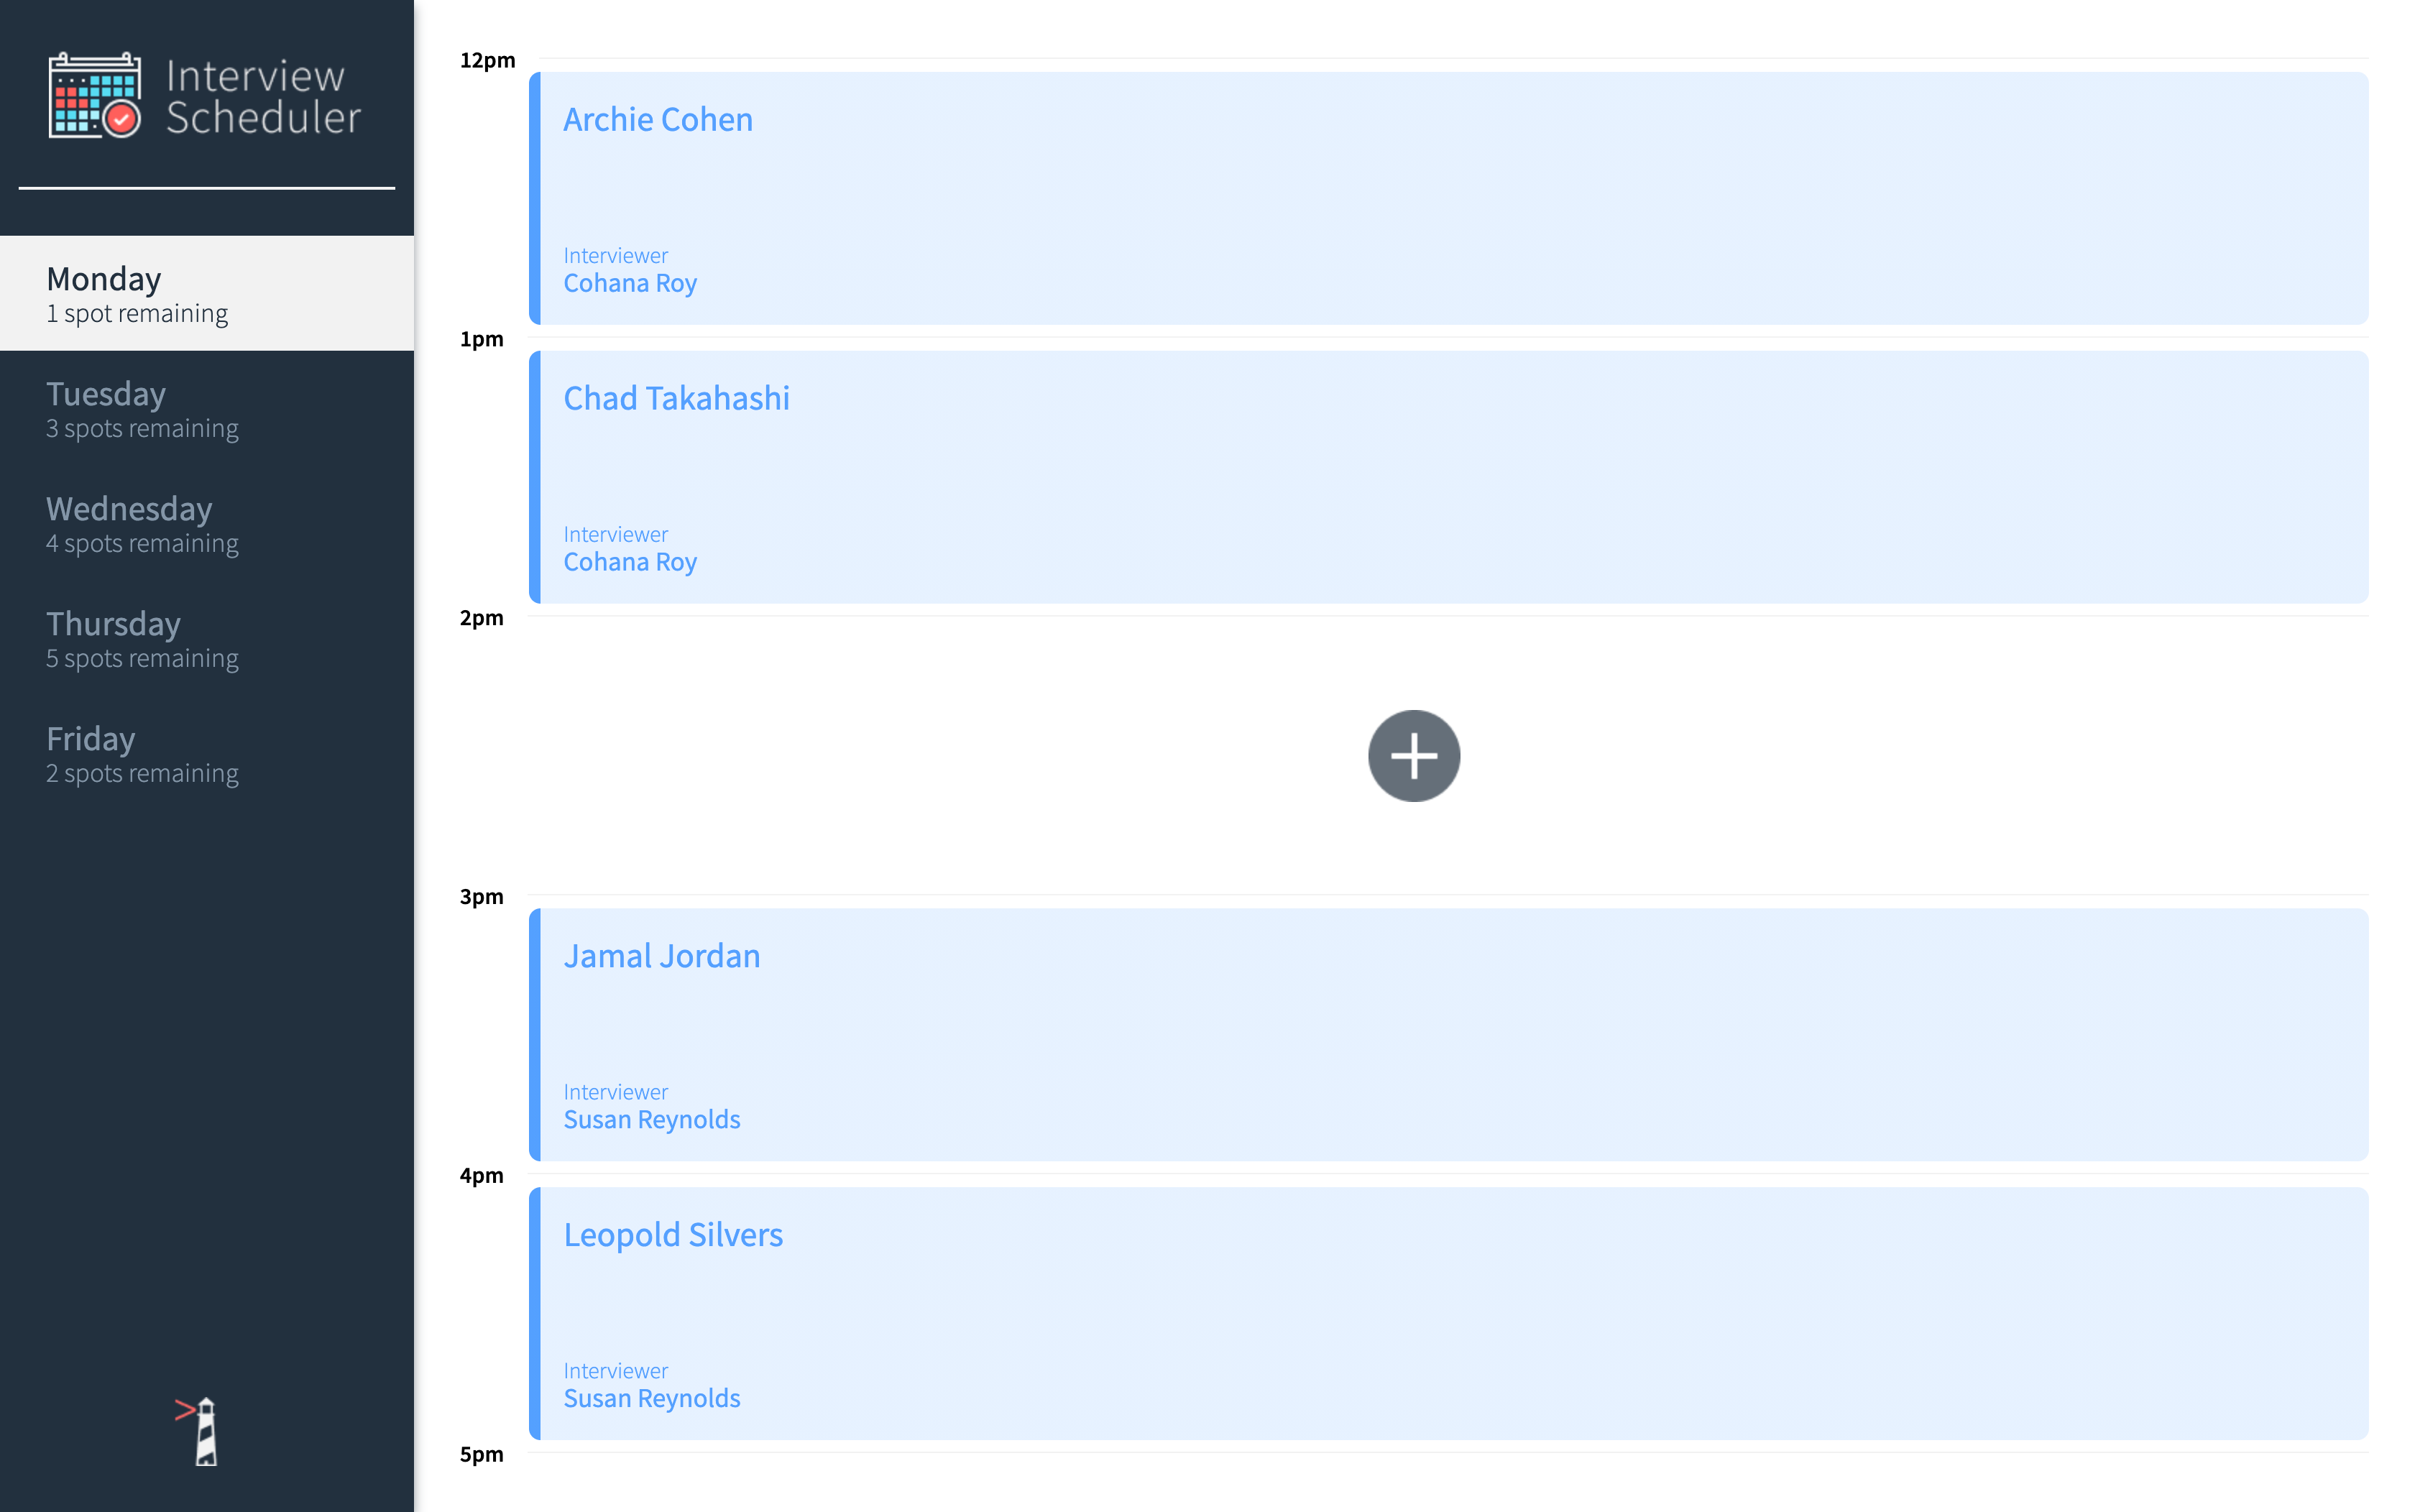 Interview
Scheduler
Monday
1 spot remaining
Tuesday
3 spots remaining
Wednesday
4 spots remaining
Thursday
5 spots remaining
Friday
2 spots remaining
12pm
Archie Cohen
Interviewer
Cohana Roy
1pm
Chad Takahashi
Interviewer
Cohana Roy
2pm
3pm
Jamal Jordan
Interviewer
Susan Reynolds
4pm
Leopold Silvers
Interviewer
Susan Reynolds
5pm